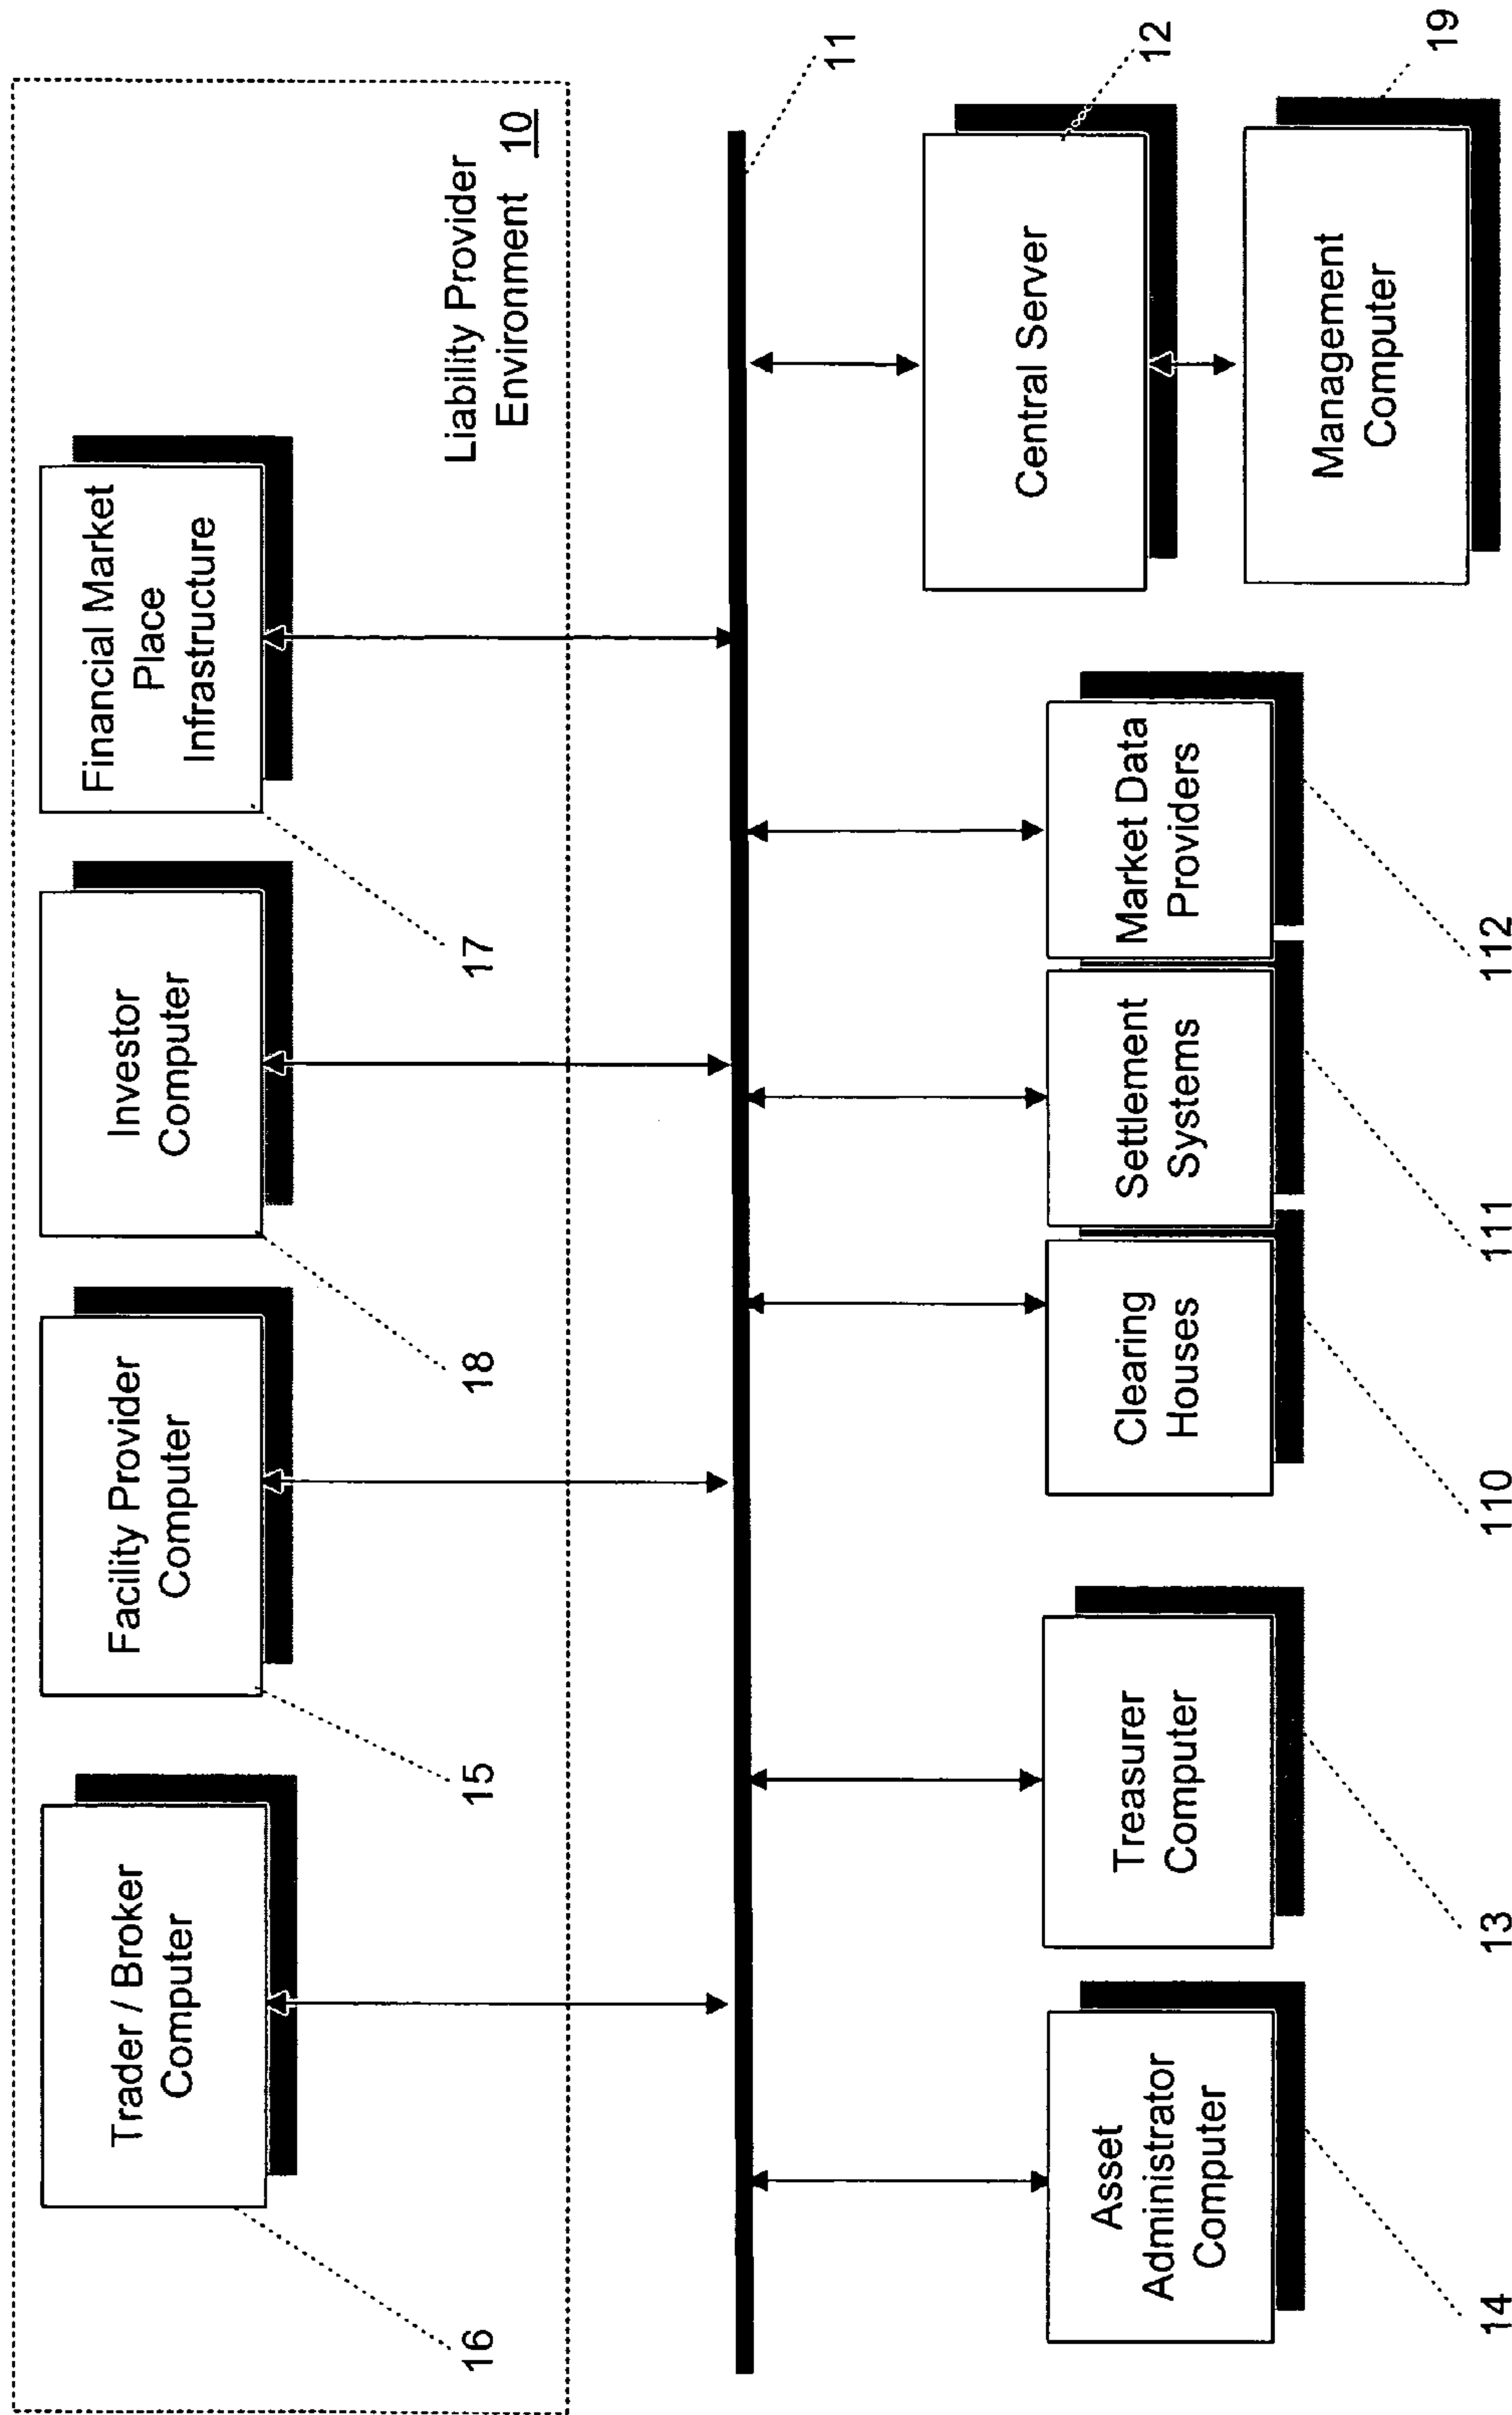 Trader / Broker
Computer
16
Facility Provider
Computer
15
Investor
Computer
18
Financial Market
Place
Infrastructure
17
Liability Provider
Environment 10
11
Asset
Administrator
Computer
14
Treasurer
Computer
13
Clearing
Houses
110
Settlement
Systems
111
Market Data
Providers
112
Central Server
12
Management
Computer
19